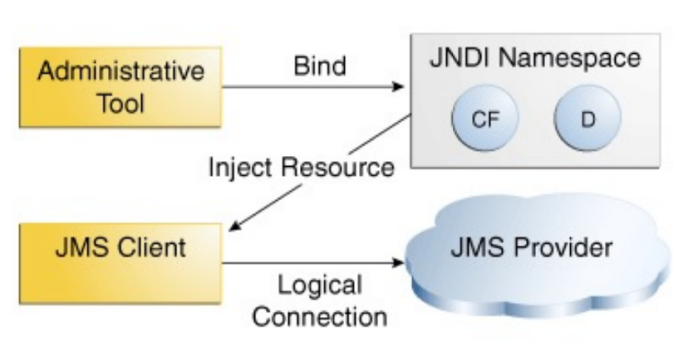 Administrative
Tool
Bind
JNDI Namespace
CF
D
Inject Resource
JMS Client
Logical
Connection
JMS Provider